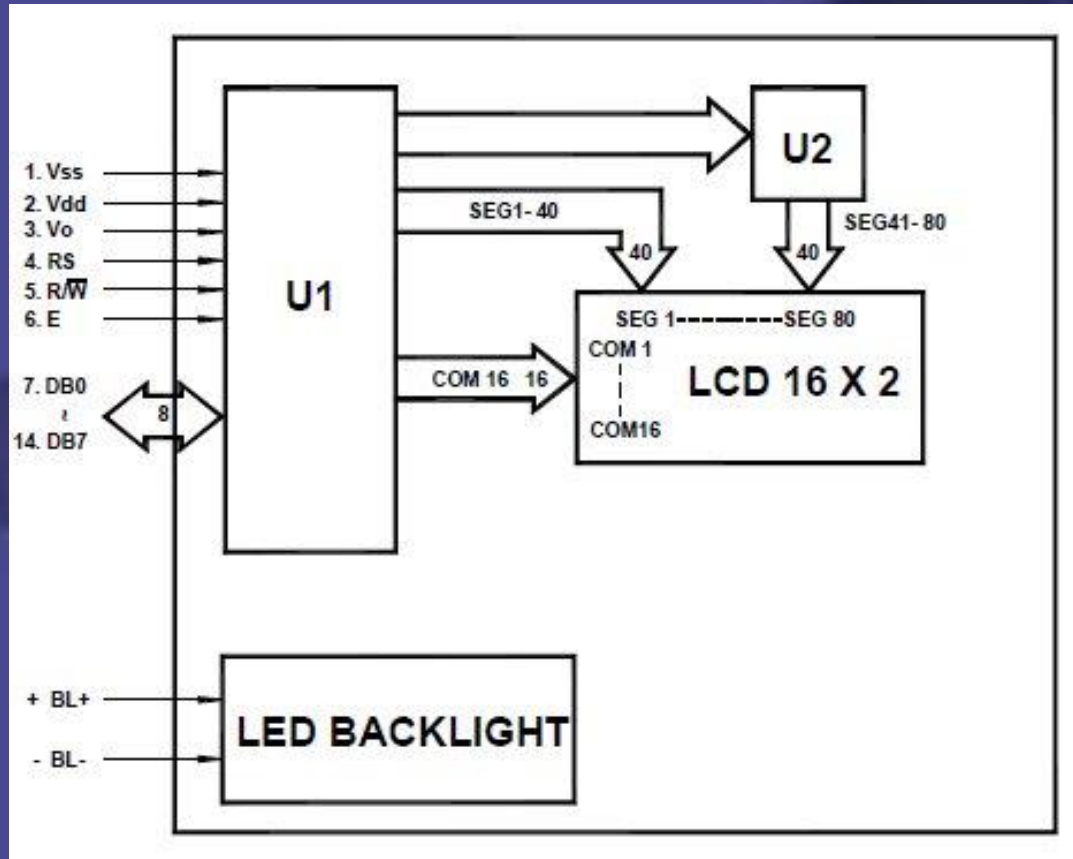 1. Vss
2. Vdd
3. Vo
4. RS
5. R/W̅
6. E
7. DB0
~
14. DB7
8
U1
U2
SEG1- 40
40
SEG41- 80
40
COM 16 16
SEG 1-----------SEG 80
COM 1
COM16
LCD 16 X 2
+ BL+
- BL-
LED BACKLIGHT